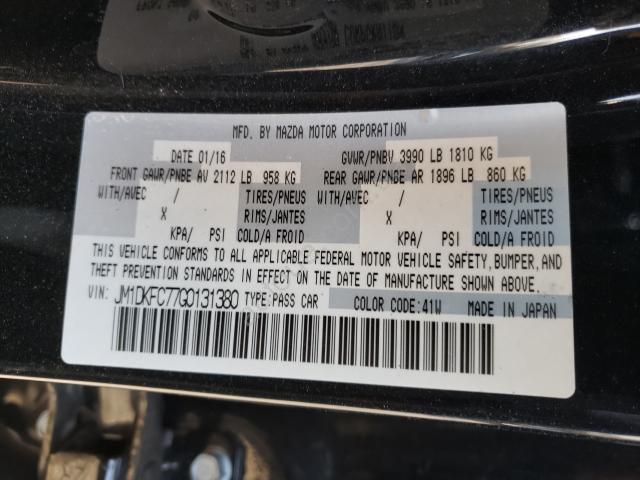 MFD. BY MAZDA MOTOR CORPORATION
DATE 01/16 GVWR/PNBV 3990 LB 1810 KG
FRONT GAWR/PNBE AV 2112 LB 958 KG REAR GAWR/PNBE AR 1896 LB 860 KG
WITH/AVEC / TIRES/PNEUS WITH/AVEC / TIRES/PNEUS
X RIMS/JANTES X RIMS/JANTES
KPA/ PSI COLD/A FROID KPA/ PSI COLD/A FROID
THIS VEHICLE CONFORMS TO ALL APPLICABLE FEDERAL MOTOR VEHICLE SAFETY, BUMPER, AND
THEFT PREVENTION STANDARDS IN EFFECT ON THE DATE OF MANUFACTURE SHOWN ABOVE.
VIN: JM1DKFC77G0131380 TYPE: PASS CAR COLOR CODE: 41W MADE IN JAPAN